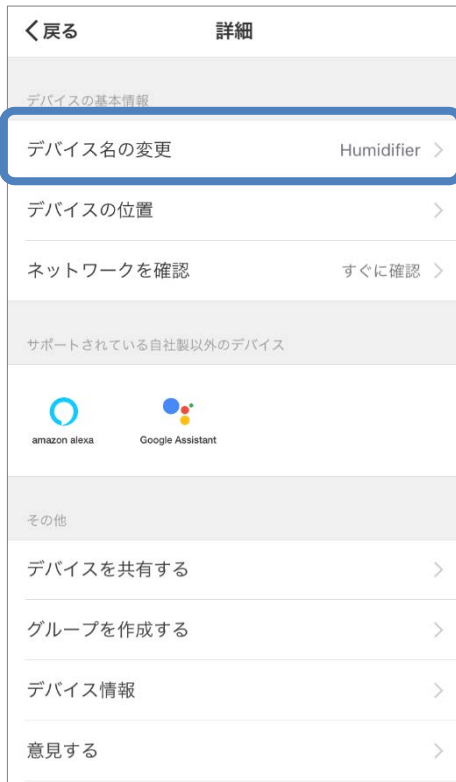 戻る 詳細
デバイスの基本情報
デバイス名の変更 Humidifier
デバイスの位置
ネットワークを確認 すぐに確認
サポートされている自社製以外のデバイス
amazon alexa Google Assistant
その他
デバイスを共有する
グループを作成する
デバイス情報
意見する